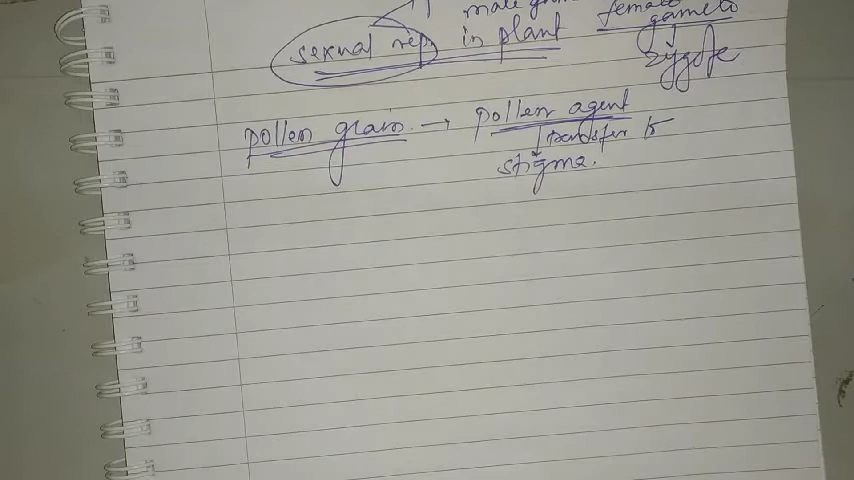 male
female gamete
sexual rep. in plant
zygote
pollen grain. → pollen agent
transfer to
stigma.